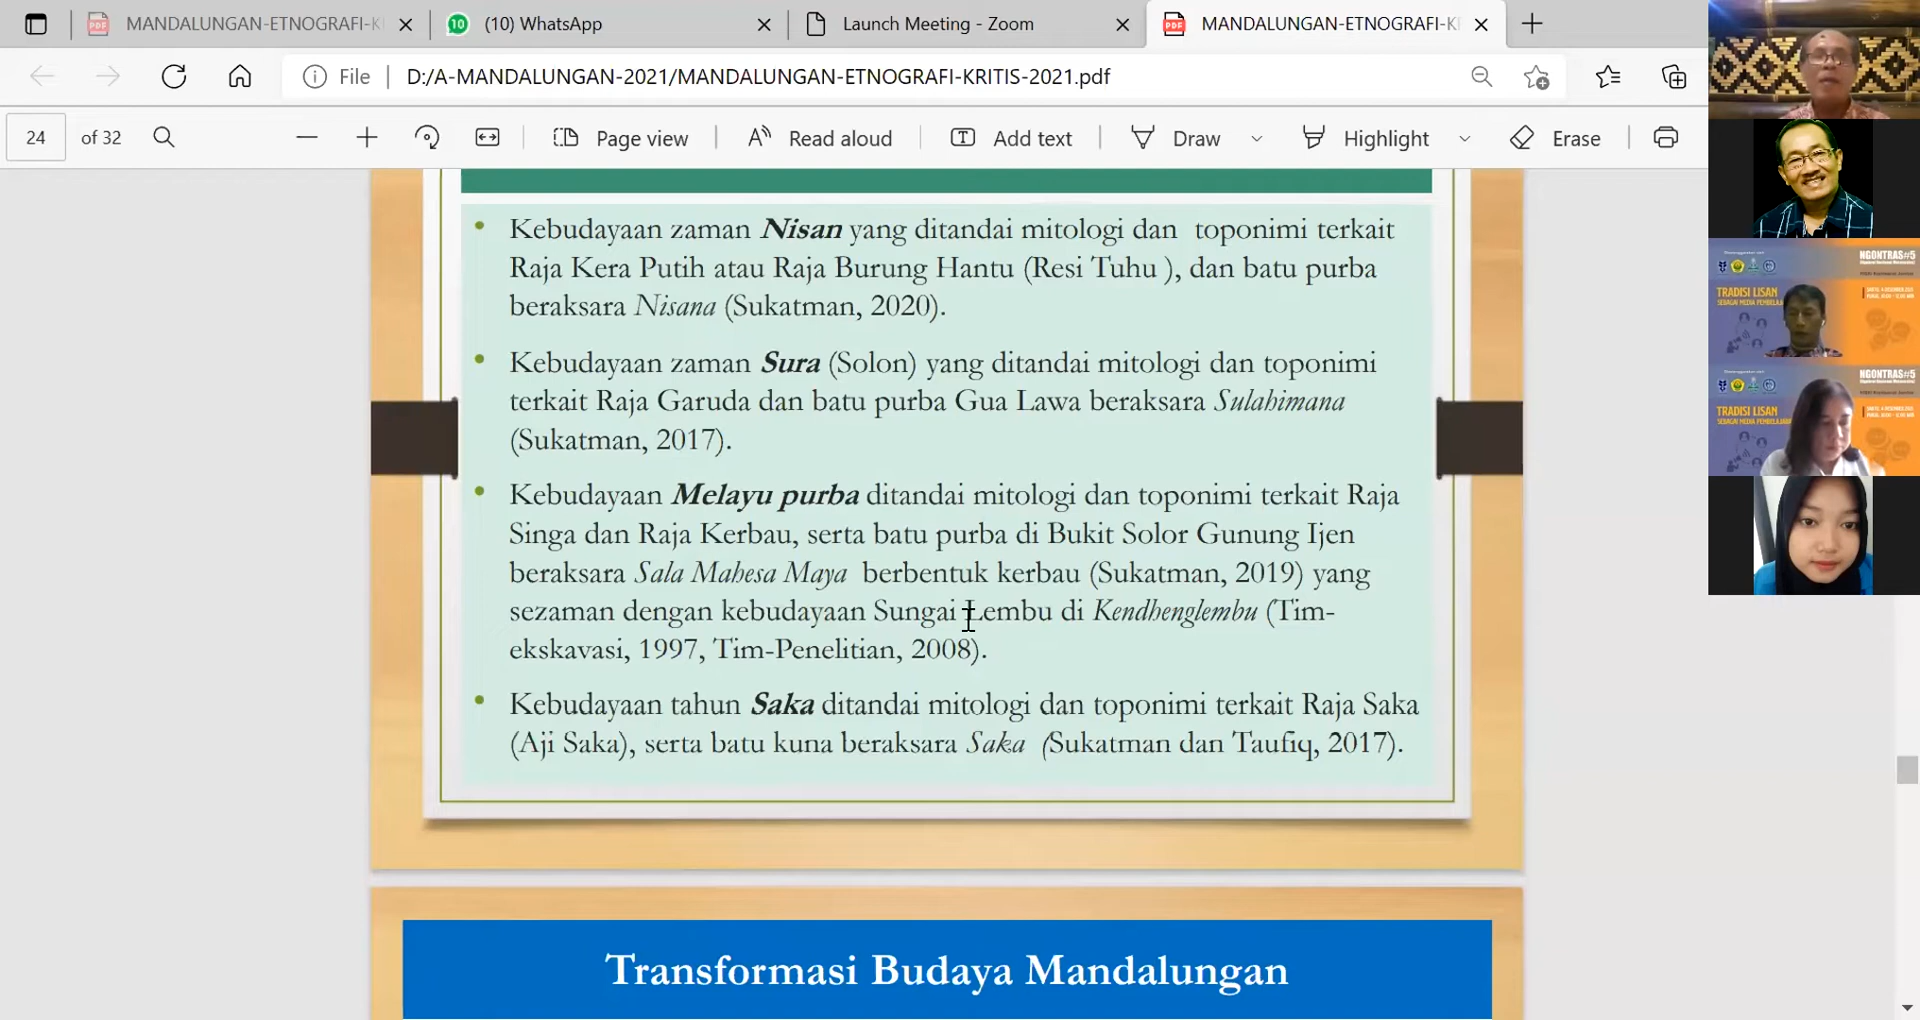 MANDALUNGAN-ETNOGRAFI-KR
(10) WhatsApp
Launch Meeting - Zoom
MANDALUNGAN-ETNOGRAFI-K
File
D:/A-MANDALUNGAN-2021/MANDALUNGAN-ETNOGRAFI-KRITIS-2021.pdf
24 of 32
Page view
Read aloud
Add text
Draw
Highlight
Erase
• Kebudayaan zaman Nisan yang ditandai mitologi dan toponimi terkait
Raja Kera Putih atau Raja Burung Hantu (Resi Tuhu ), dan batu purba
beraksara Nisana (Sukatman, 2020).
• Kebudayaan zaman Sura (Solon) yang ditandai mitologi dan toponimi
terkait Raja Garuda dan batu purba Gua Lawa beraksara Sulahimana
(Sukatman, 2017).
• Kebudayaan Melayu purba ditandai mitologi dan toponimi terkait Raja
Singa dan Raja Kerbau, serta batu purba di Bukit Solor Gunung Ijen
beraksara Sala Mahesa Maya berbentuk kerbau (Sukatman, 2019) yang
sezaman dengan kebudayaan Sungai Lembu di Kendhenglembu (Tim-
ekskavasi, 1997, Tim-Penelitian, 2008).
• Kebudayaan tahun Saka ditandai mitologi dan toponimi terkait Raja Saka
(Aji Saka), serta batu kuna beraksara Saka (Sukatman dan Taufiq, 2017).
Transformasi Budaya Mandalungan
NGONTRAS#5
TRADISI LISAN
SEBAGAI MEDIA PEMBELAJA
NGONTRAS#5
TRADISI LISAN